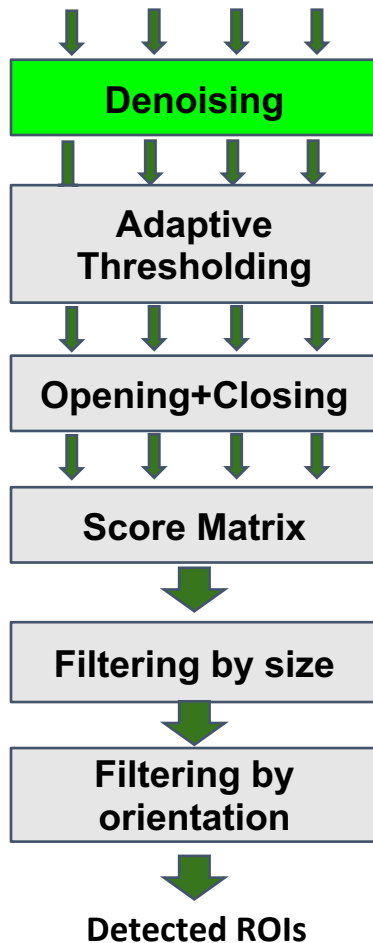 Denoising
Adaptive
Thresholding
Opening+Closing
Score Matrix
Filtering by size
Filtering by
orientation
Detected ROIs